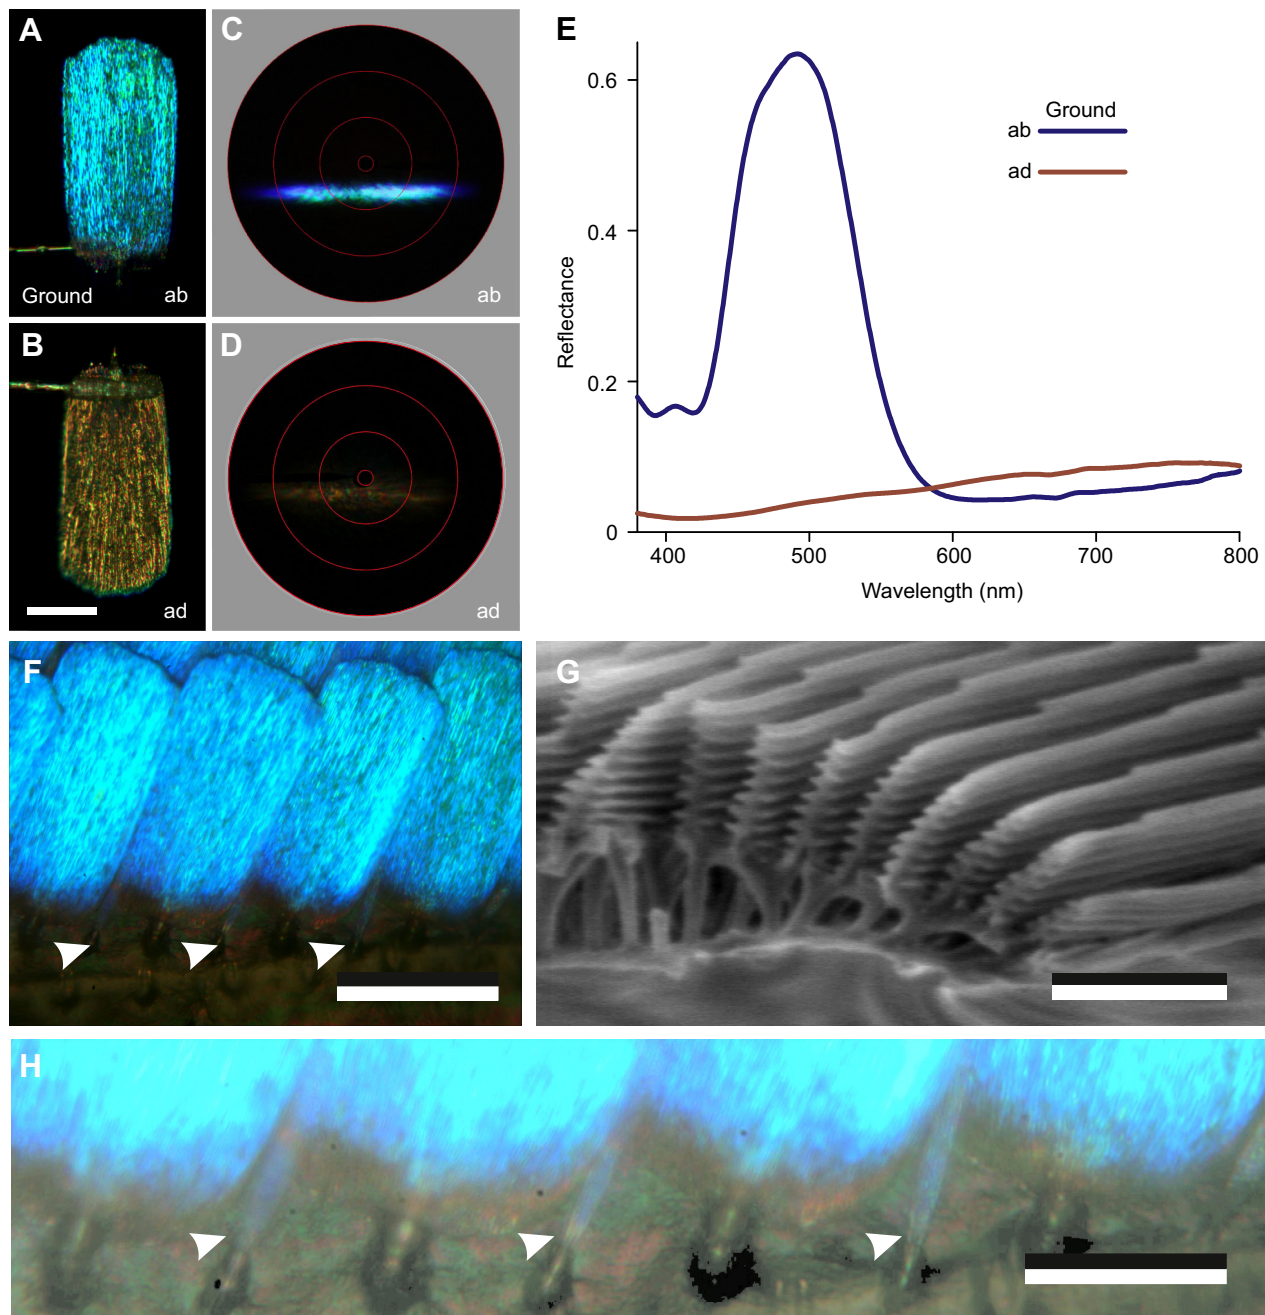 A
Ground
ab
C
ab
B
ad
D
ad
E
Reflectance
0.6
0.4
0.2
0
400
500
600
700
800
Wavelength (nm)
Ground
ab
ad
F
G
H